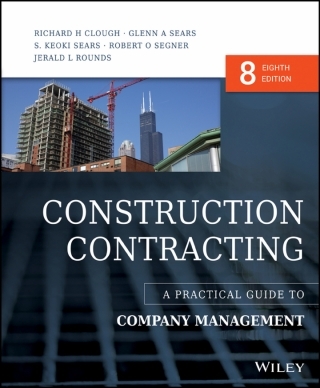 RICHARD H CLOUGH · GLENN A SEARS
S. KEOKI SEARS · ROBERT O SEGNER
JERALD L ROUNDS
8 EIGHTH
EDITION
CONSTRUCTION
CONTRACTING
A PRACTICAL GUIDE TO
COMPANY MANAGEMENT
WILEY